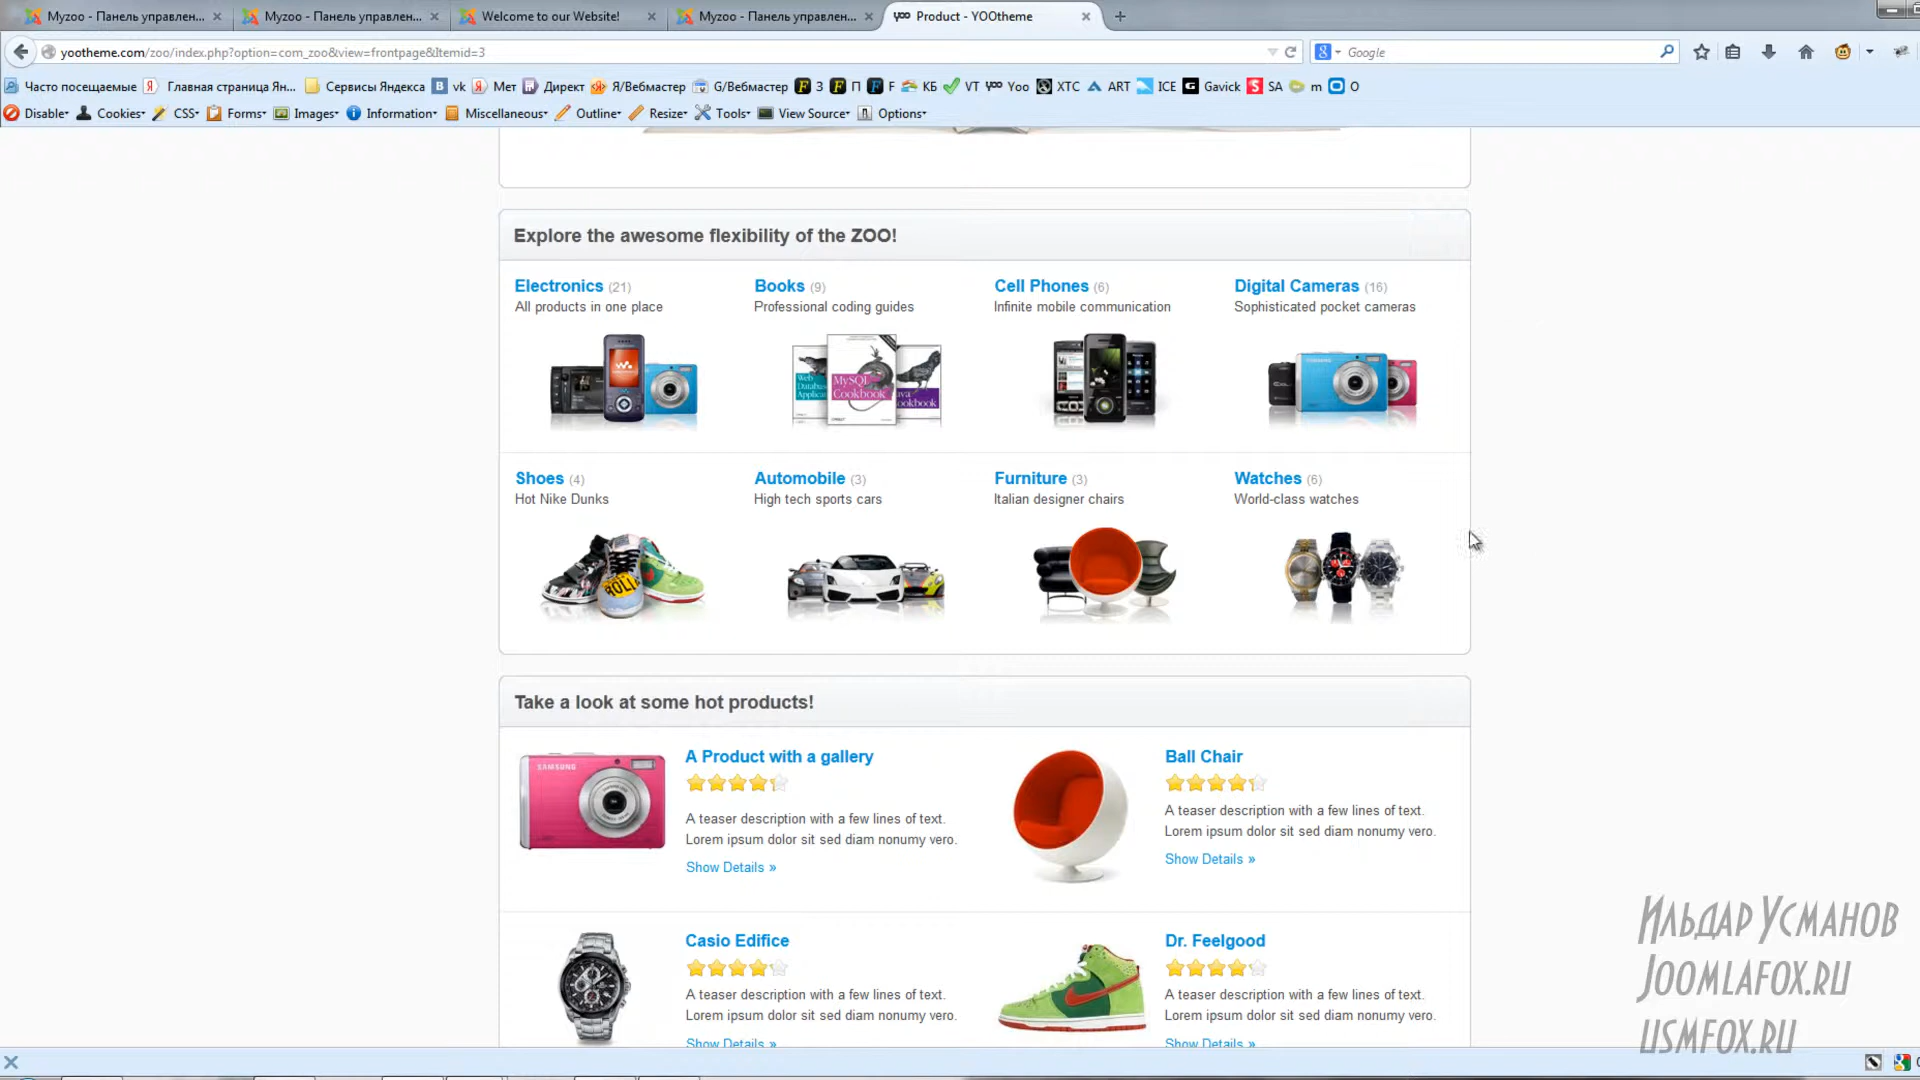 Myzoo - Панель управлен...
Myzoo - Панель управлен...
Welcome to our Website!
Myzoo - Панель управлен...
Product - YOOtheme
yootheme.com/zoo/index.php?option=com_zoo&view=frontpage&Itemid=3
Google
Часто посещаемые
Главная страница Ян...
Сервисы Яндекса
vk
Мет
Директ
Я/Вебмастер
G/Вебмастер
З
П
F
КБ
VT
Yoo
XTC
ART
ICE
Gavick
SA
m
O
Disable
Cookies
CSS
Forms
Images
Information
Miscellaneous
Outline
Resize
Tools
View Source
Options
Explore the awesome flexibility of the ZOO!
Electronics (21)
All products in one place
Books (9)
Professional coding guides
Cell Phones (6)
Infinite mobile communication
Digital Cameras (16)
Sophisticated pocket cameras
MySQL
Cookbook
Shoes (4)
Hot Nike Dunks
Automobile (3)
High tech sports cars
Furniture (3)
Italian designer chairs
Watches (6)
World-class watches
Take a look at some hot products!
SAMSUNG
A Product with a gallery
A teaser description with a few lines of text.
Lorem ipsum dolor sit sed diam nonumy vero.
Show Details »
Ball Chair
A teaser description with a few lines of text.
Lorem ipsum dolor sit sed diam nonumy vero.
Show Details »
Casio Edifice
A teaser description with a few lines of text.
Lorem ipsum dolor sit sed diam nonumy vero.
Show Details »
Dr. Feelgood
A teaser description with a few lines of text.
Lorem ipsum dolor sit sed diam nonumy vero.
Show Details »
Ильдар Усманов
Joomlafox.ru
usmfox.ru